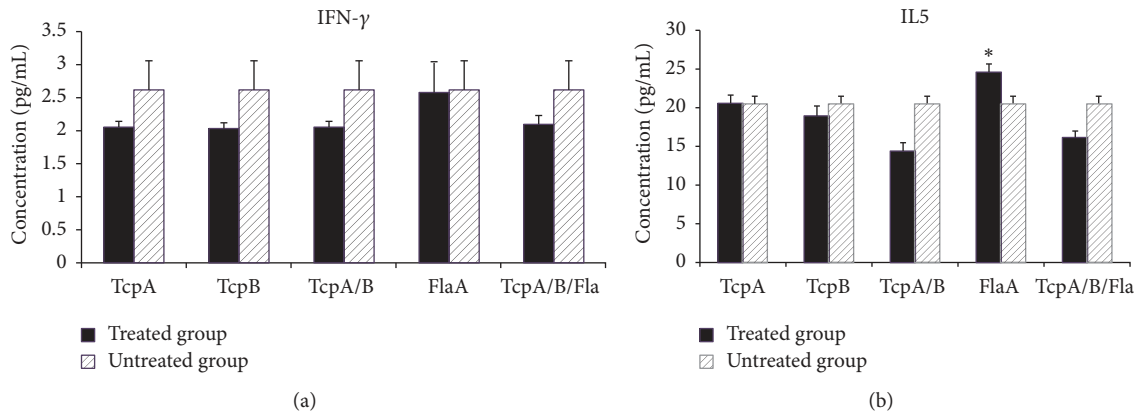 IFN-γ
Concentration (pg/mL)
3.5
3
2.5
2
1.5
1
0.5
0
TcpA TcpB TcpA/B FlaA TcpA/B/Fla
Treated group
Untreated group
(a)
IL5
Concentration (pg/mL)
30
25
20
15
10
5
0
*
TcpA TcpB TcpA/B FlaA TcpA/B/Fla
Treated group
Untreated group
(b)